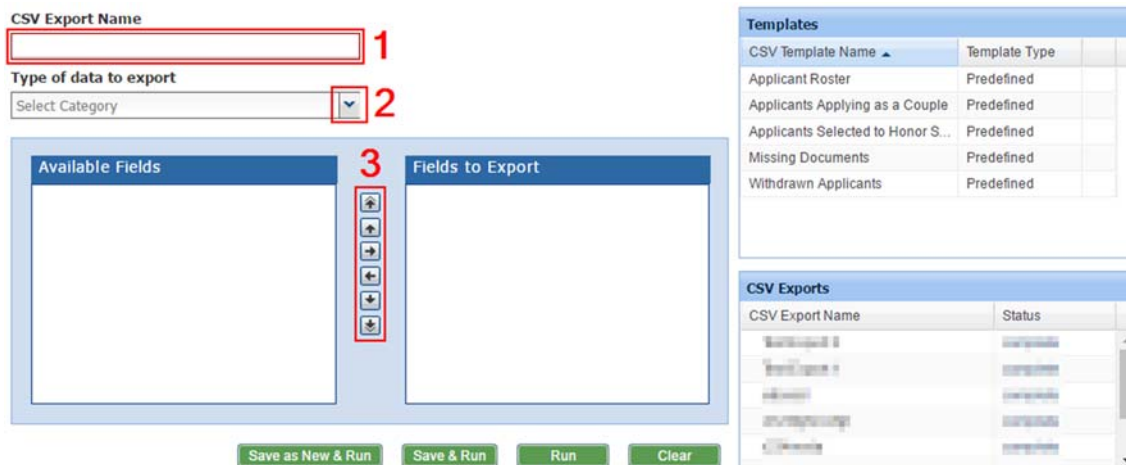 CSV Export Name
1
Type of data to export
Select Category
2
Available Fields
3
Fields to Export
Save as New & Run
Save & Run
Run
Clear
Templates
CSV Template Name Template Type
Applicant Roster Predefined
Applicants Applying as a Couple Predefined
Applicants Selected to Honor S... Predefined
Missing Documents Predefined
Withdrawn Applicants Predefined
CSV Exports
CSV Export Name Status